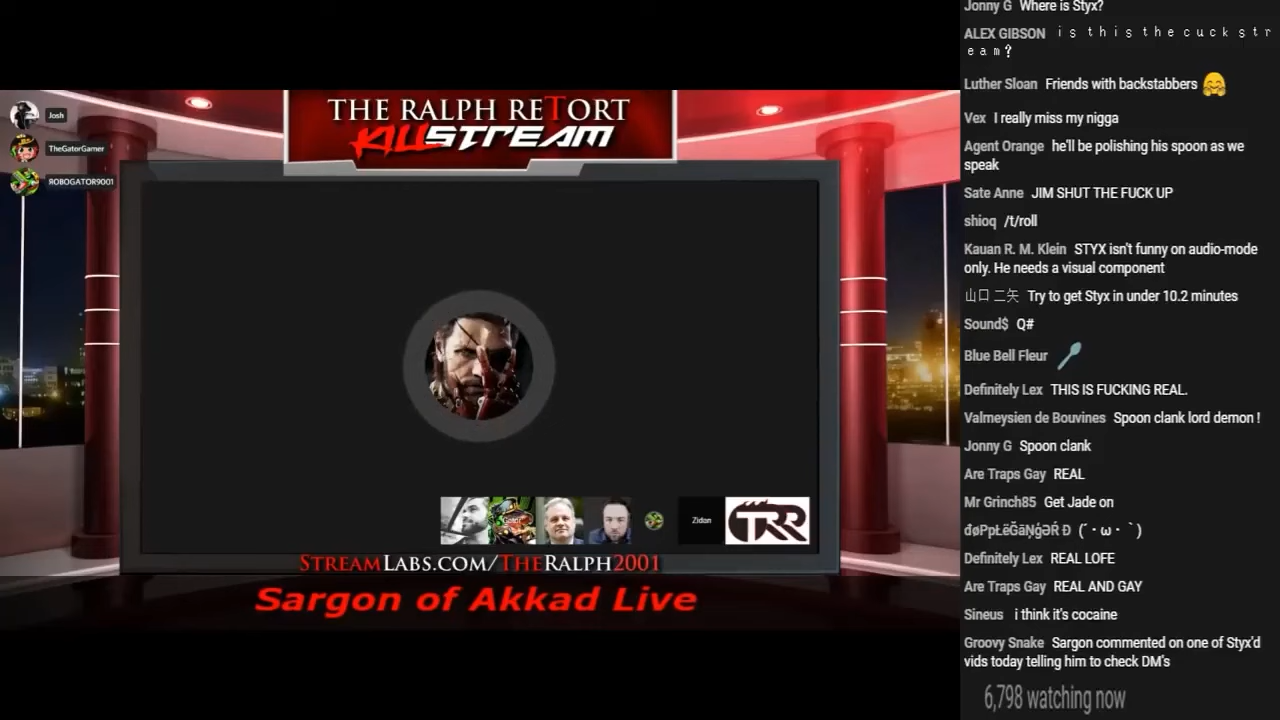 Josh
TheGatorGamer
ROBOGATOR9001
THE RALPH RETORT
KILLSTREAM
Zidan
TRR
STREAMLABS.COM/THERALPH2001
Sargon of Akkad Live
Jonny G Where is Styx?
ALEX GIBSON i s t h i s t h e c u c k s t r
e a m ?
Luther Sloan Friends with backstabbers 🤗
Vex I really miss my nigga
Agent Orange he'll be polishing his spoon as we
speak
Sate Anne JIM SHUT THE FUCK UP
shioq /t/roll
Kauan R. M. Klein STYX isn't funny on audio-mode
only. He needs a visual component
山口 二矢 Try to get Styx in under 10.2 minutes
Sound$ Q#
Blue Bell Fleur 🥄
Definitely Lex THIS IS FUCKING REAL.
Valmeysien de Bouvines Spoon clank lord demon !
Jonny G Spoon clank
Are Traps Gay REAL
Mr Grinch85 Get Jade on
(´・ω・`)
Definitely Lex REAL LOFE
Are Traps Gay REAL AND GAY
Sineus i think it's cocaine
Groovy Snake Sargon commented on one of Styx'd
vids today telling him to check DM's
6,798 watching now